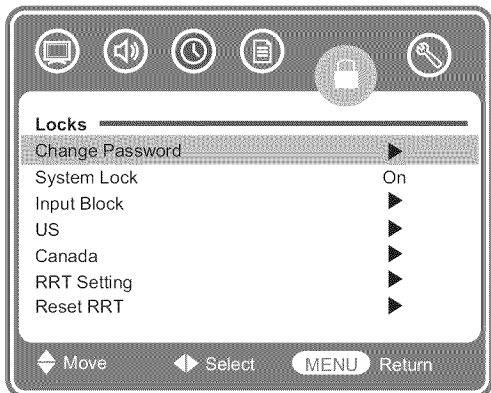 Locks
Change Password
System Lock On
Input Block
US
Canada
RRT Setting
Reset RRT
Move Select MENU Return